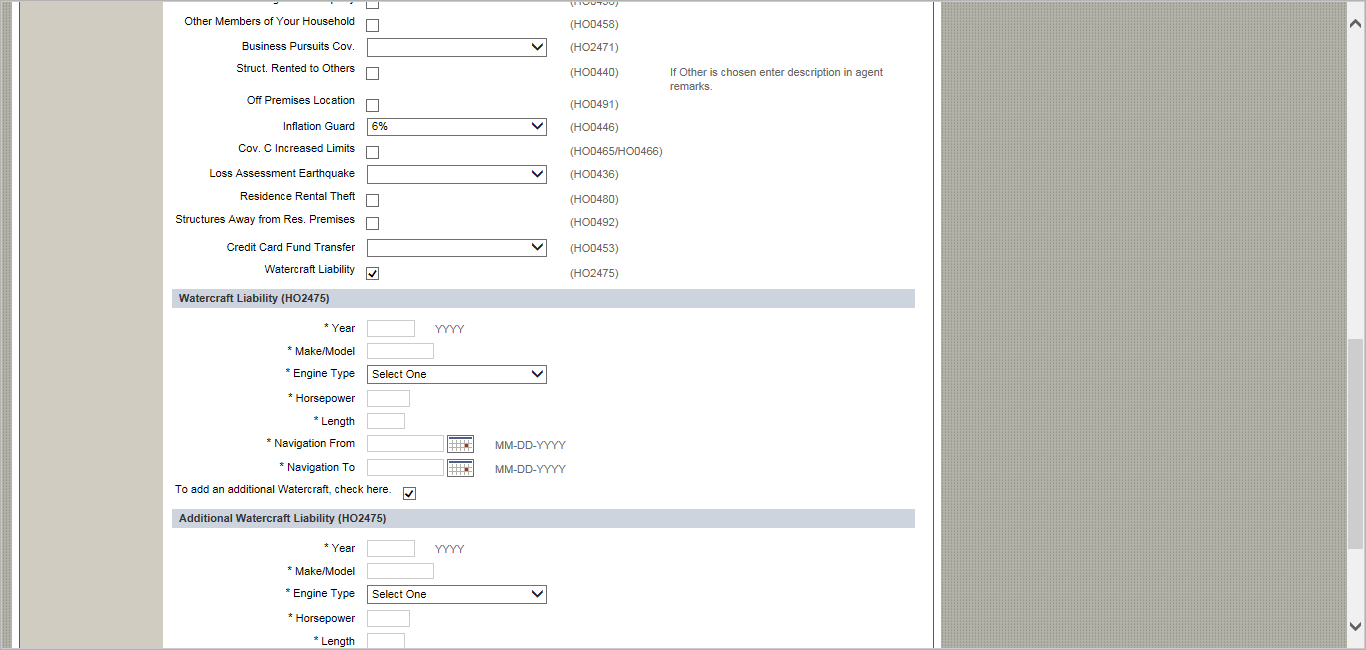 Other Members of Your Household (HO0458)
Business Pursuits Cov. (HO2471)
Struct. Rented to Others (HO0440) If Other is chosen enter description in agent
remarks.
Off Premises Location (HO0491)
Inflation Guard 6% (HO0446)
Cov. C Increased Limits (HO0465/HO0466)
Loss Assessment Earthquake (HO0436)
Residence Rental Theft (HO0480)
Structures Away from Res. Premises (HO0492)
Credit Card Fund Transfer (HO0453)
Watercraft Liability (HO2475)
Watercraft Liability (HO2475)
* Year YYYY
* Make/Model
* Engine Type Select One
* Horsepower
* Length
* Navigation From MM-DD-YYYY
* Navigation To MM-DD-YYYY
To add an additional Watercraft, check here.
Additional Watercraft Liability (HO2475)
* Year YYYY
* Make/Model
* Engine Type Select One
* Horsepower
* Length